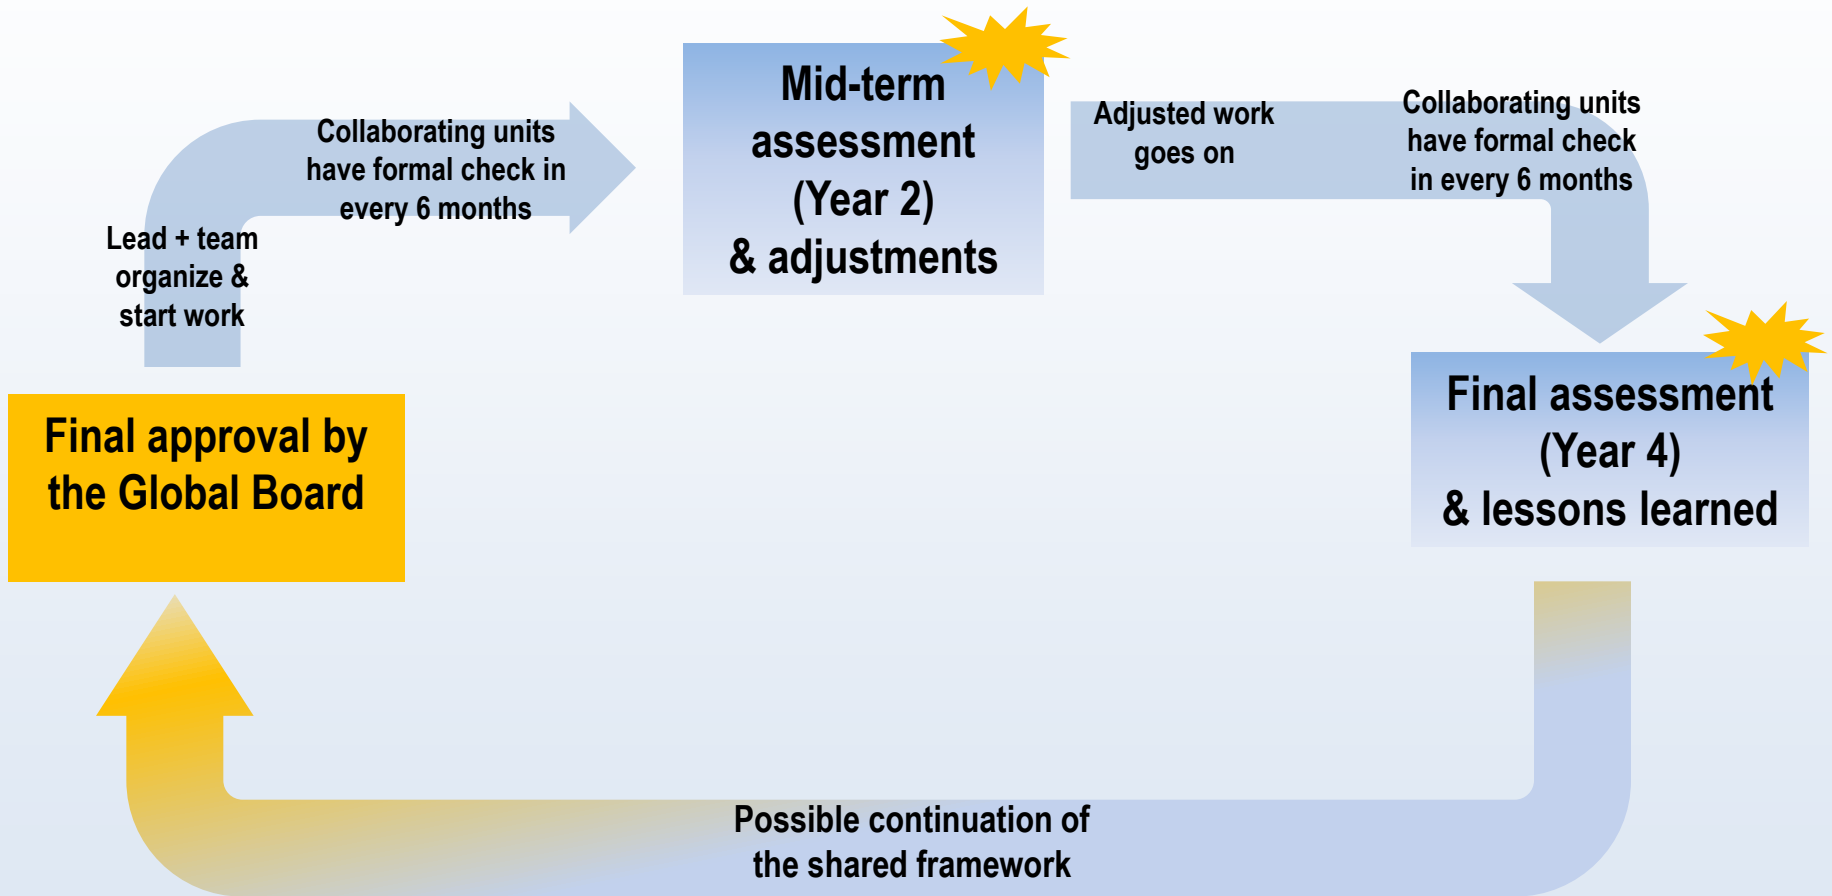 Final approval by
the Global Board
Lead + team
organize &
start work
Collaborating units
have formal check in
every 6 months
Mid-term
assessment
(Year 2)
& adjustments
Adjusted work
goes on
Collaborating units
have formal check
in every 6 months
Final assessment
(Year 4)
& lessons learned
Possible continuation of
the shared framework